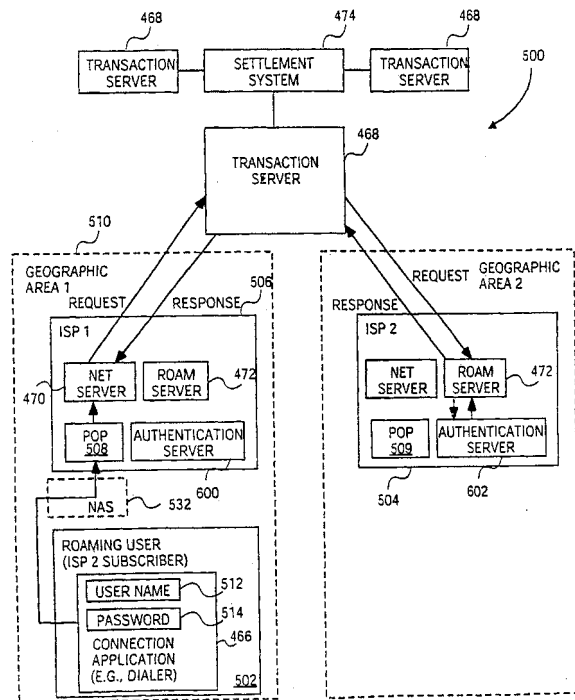 468
474
468
TRANSACTION
SERVER
SETTLEMENT
SYSTEM
TRANSACTION
SERVER
500
468
TRANSACTION
SERVER
510
GEOGRAPHIC
AREA 1
REQUEST
RESPONSE
506
ISP 1
NET
SERVER
470
ROAM
SERVER
472
POP
508
AUTHENTICATION
SERVER
600
NAS
532
ROAMING USER
(ISP 2 SUBSCRIBER)
USER NAME
512
PASSWORD
514
CONNECTION
APPLICATION
(E.G., DIALER)
466
502
REQUEST
GEOGRAPHIC
AREA 2
RESPONSE
ISP 2
NET
SERVER
ROAM
SERVER
472
POP
509
AUTHENTICATION
SERVER
504
602